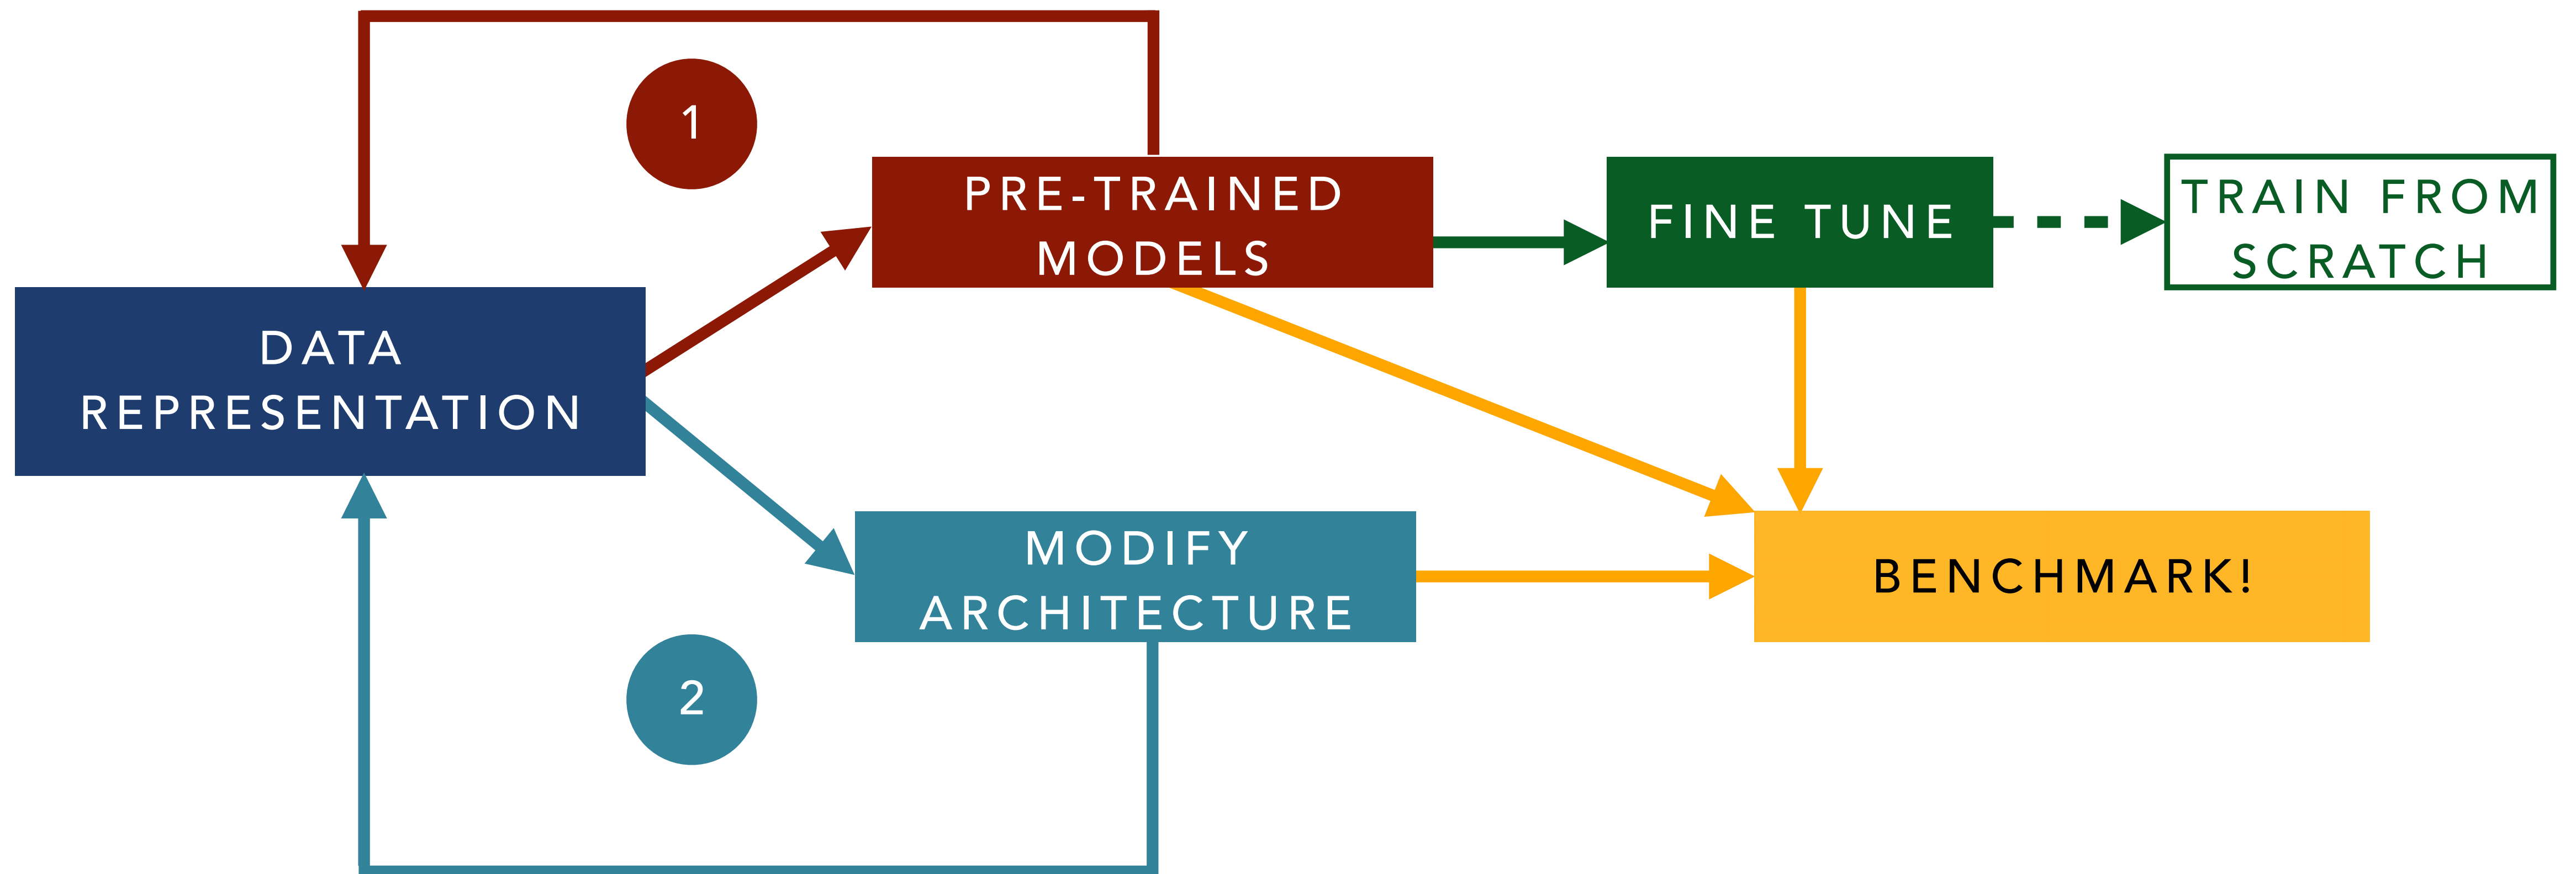 1
PRE-TRAINED
MODELS
FINE TUNE
TRAIN FROM
SCRATCH
DATA
REPRESENTATION
MODIFY
ARCHITECTURE
BENCHMARK!
2